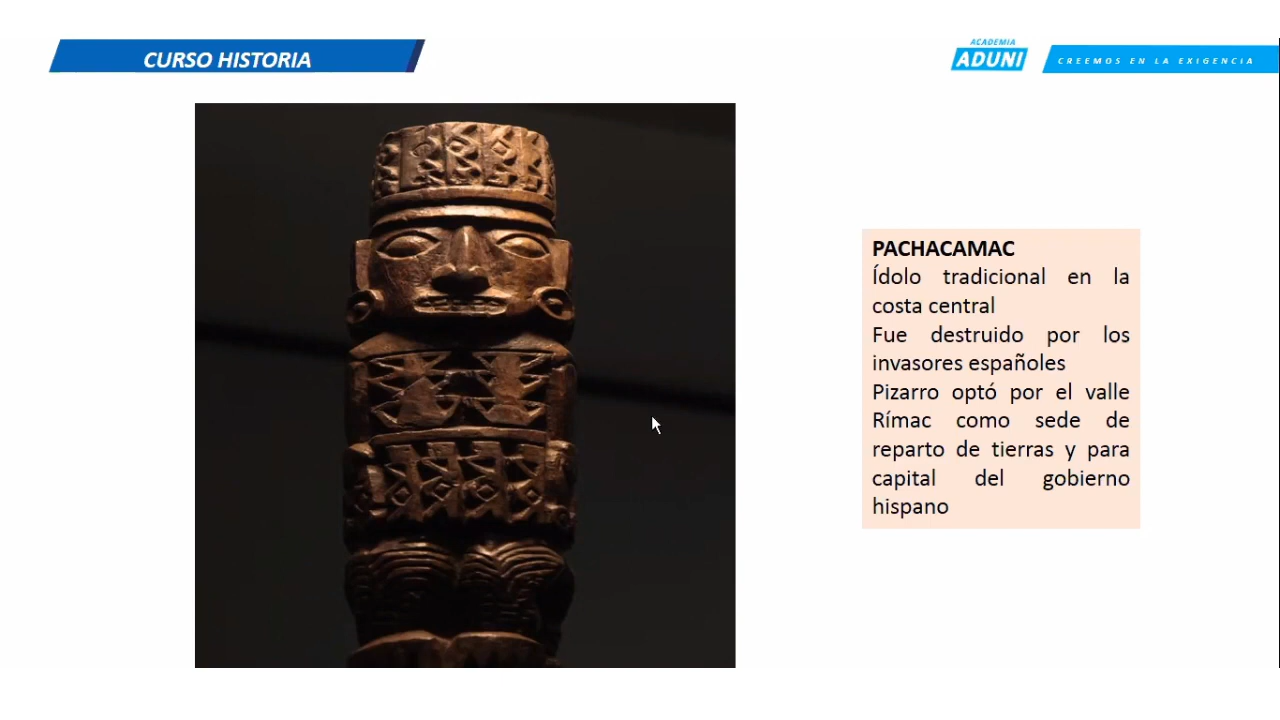 CURSO HISTORIA
ACADEMIA
ADUNI
CREEMOS EN LA EXIGENCIA
PACHACAMAC
Ídolo tradicional en la
costa central
Fue destruido por los
invasores españoles
Pizarro optó por el valle
Rímac como sede de
reparto de tierras y para
capital del gobierno
hispano